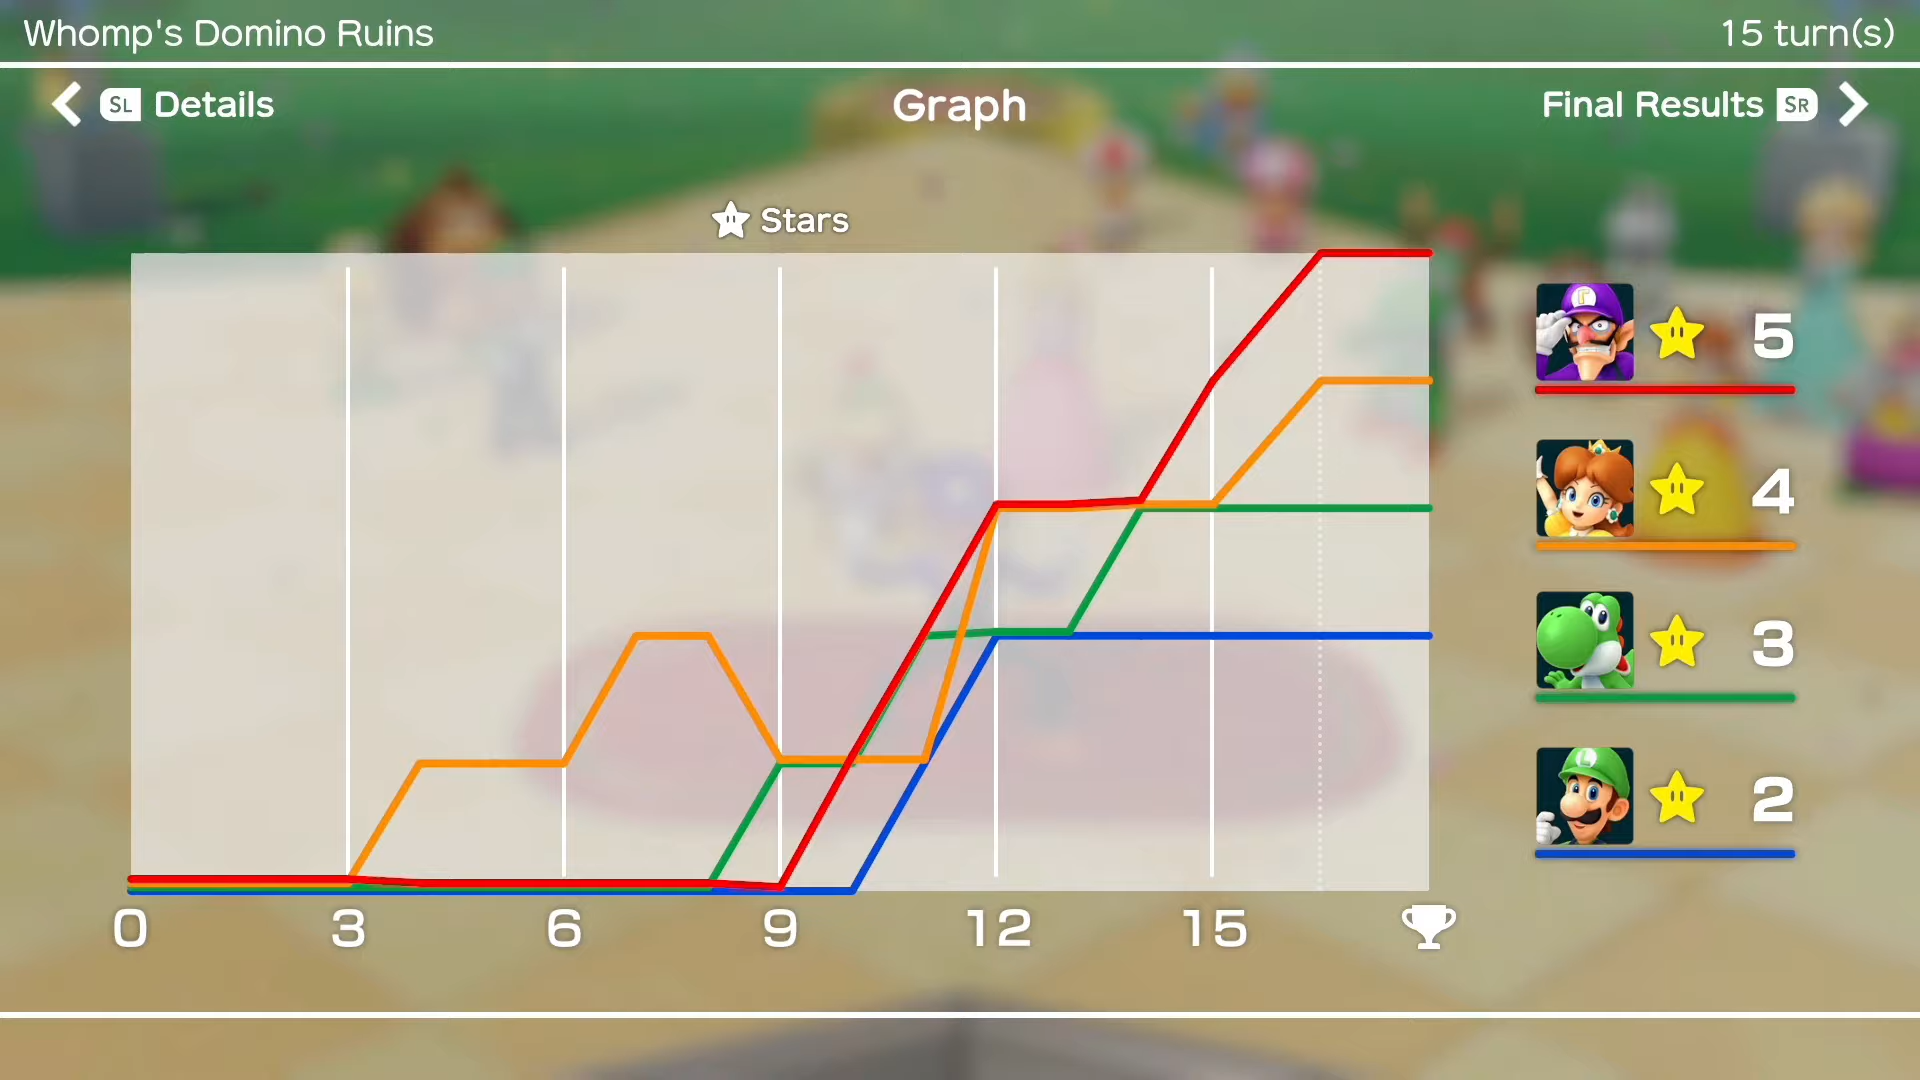 Whomp's Domino Ruins
15 turn(s)
SL Details
Graph
Final Results SR
Stars
5
4
3
2
0 3 6 9 12 15